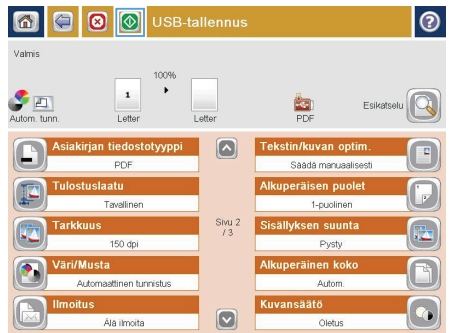 USB-tallennus
Valmis
100%
1
Autom. tunn.
Letter
Letter
PDF
Esikatselu
Asiakirjan tiedostotyyppi
PDF
Tulostuslaatu
Tavallinen
Tarkkuus
150 dpi
Väri/Musta
Automaattinen tunnistus
Ilmoitus
Älä ilmoita
Sivu 2
/ 3
Tekstin/kuvan optim.
Säädä manuaalisesti
Alkuperäisen puolet
1-puolinen
Sisällyksen suunta
Pysty
Alkuperäinen koko
Autom.
Kuvansäätö
Oletus